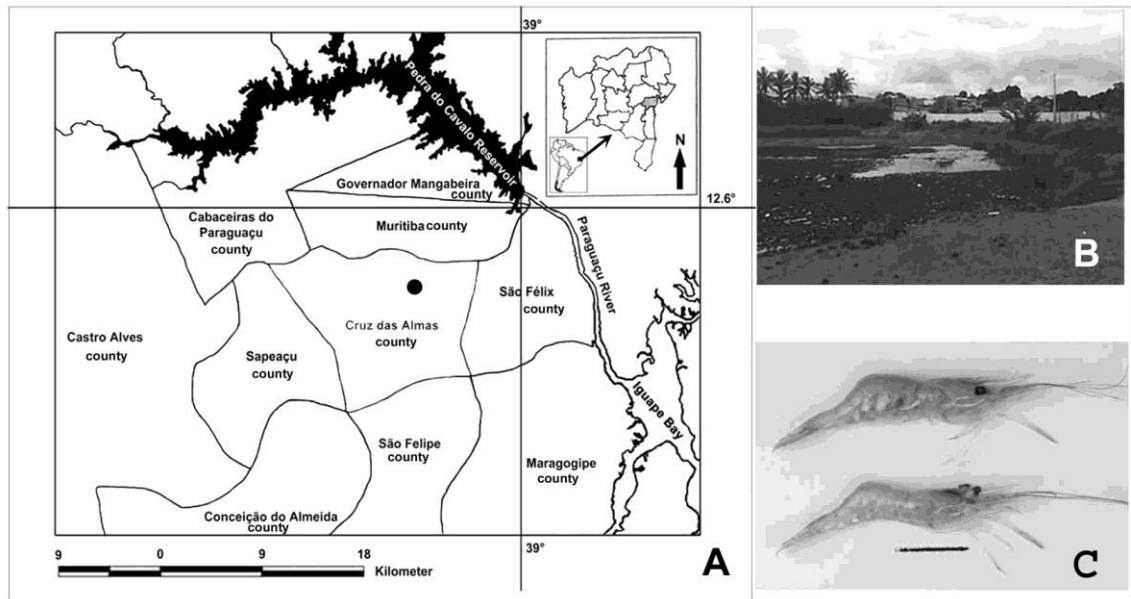 39°
Pedra do Cavalo Reservoir
N
Governador Mangabeira
county
12.6°
Cabaceiras do
Paraguaçu
county
Muritiba county
Paraguaçu River
São Félix
county
Castro Alves
county
Cruz das Almas
county
Sapeaçu
county
Iguape Bay
São Felipe
county
Maragogipe
county
Conceição do Almeida
county
39°
9 0 9 18
Kilometer
A
B
C